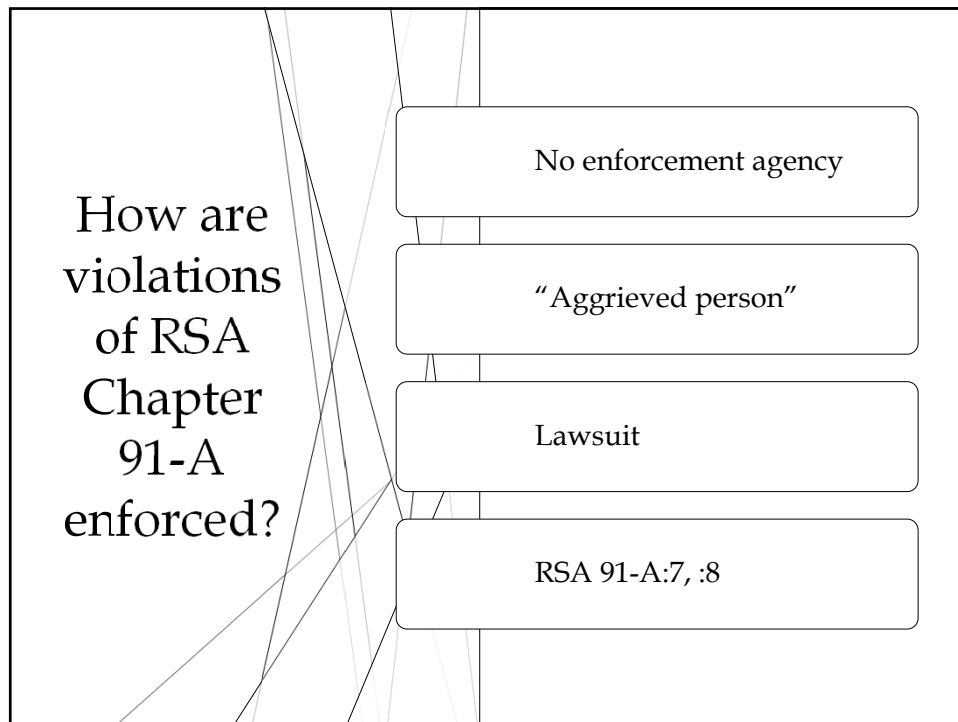 How are
violations
of RSA
Chapter
91-A
enforced?
No enforcement agency
“Aggrieved person”
Lawsuit
RSA 91-A:7, :8